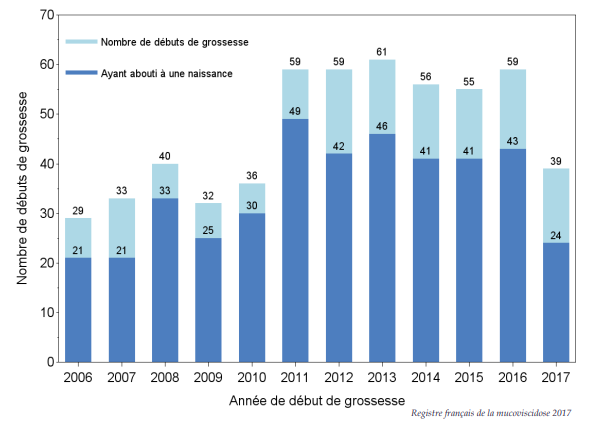 70
60
50
40
30
20
10
0
Nombre de débuts de grossesse
Nombre de débuts de grossesse
Ayant abouti à une naissance
29 33 40 32 36 59 59 61 56 55 59 39
21 21 33 25 30 49 42 46 41 41 43 24
2006 2007 2008 2009 2010 2011 2012 2013 2014 2015 2016 2017
Année de début de grossesse
Registre français de la mucoviscidose 2017